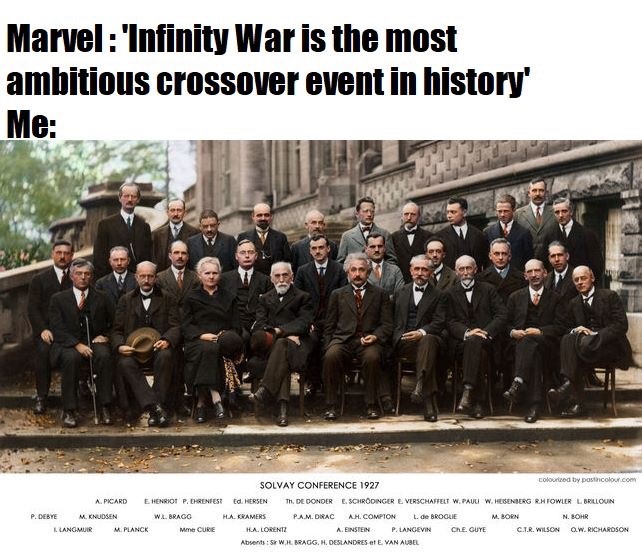 Marvel : 'Infinity War is the most
ambitious crossover event in history'
Me:
colourized by pastincolour.com
SOLVAY CONFERENCE 1927
A. PICARD E. HENRIOT P. EHRENFEST Ed. HERSEN Th. DE DONDER E. SCHRÖDINGER E. VERSCHAFFELT W. PAULI W. HEISENBERG R.H FOWLER L. BRILLOUIN
P. DEBYE M. KNUDSEN W.L. BRAGG H.A. KRAMERS P.A.M. DIRAC A.H. COMPTON L. de BROGLIE M. BORN N. BOHR
I. LANGMUIR M. PLANCK Mme CURIE H.A. LORENTZ A. EINSTEIN P. LANGEVIN Ch.E. GUYE C.T.R. WILSON O.W. RICHARDSON
Absents : Sir W.H. BRAGG, H. DESLANDRES et E. VAN AUBEL